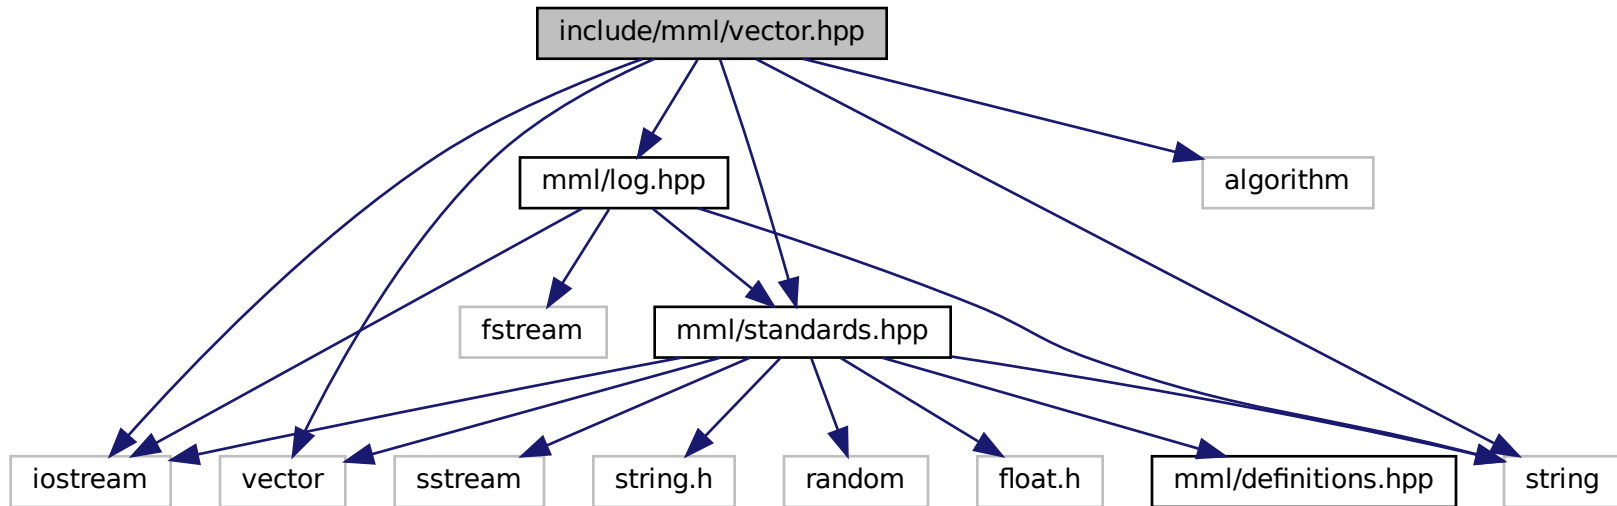 include/mml/vector.hpp
mml/log.hpp
algorithm
fstream
mml/standards.hpp
iostream
vector
sstream
string.h
random
float.h
mml/definitions.hpp
string